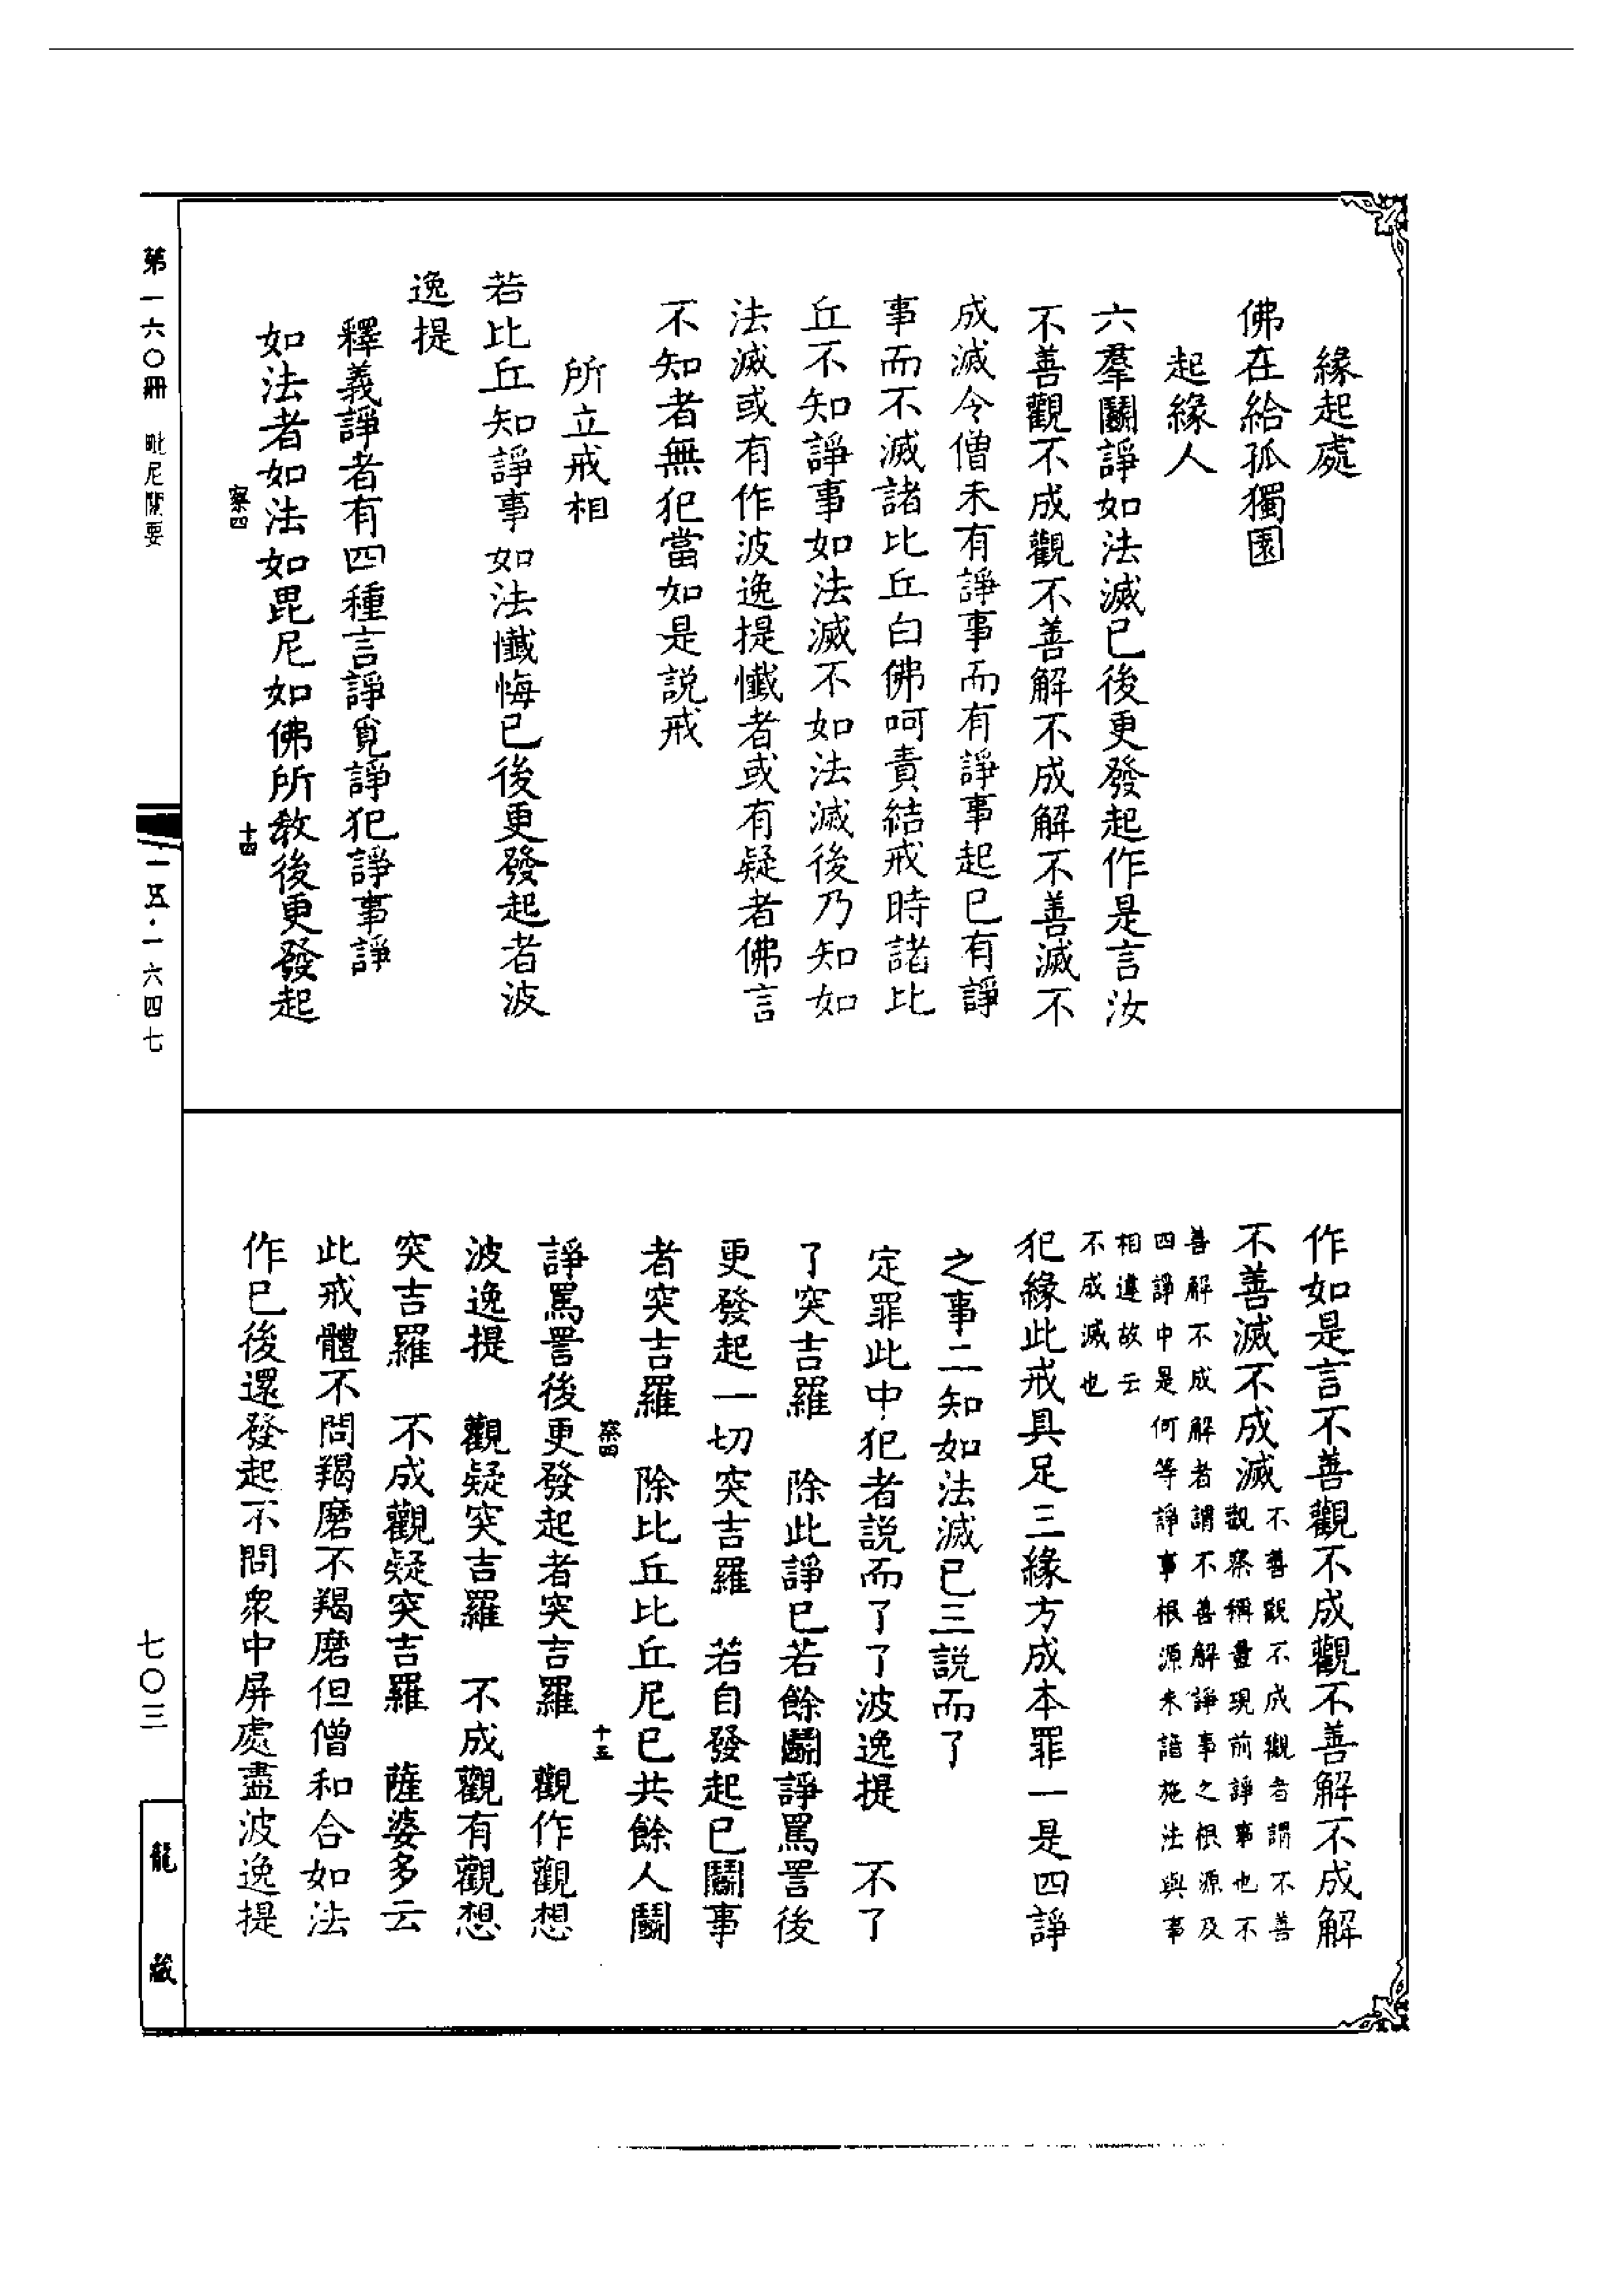 緣起處
佛在給孤獨園
起緣人
六羣鬬諍如法滅已後更發起作是言汝
不善觀不成觀不善解不成解不善滅不
成滅令僧未有諍事而有諍事起已有諍
事而不滅諸比丘白佛呵責結戒時諸比
丘不知諍事如法滅不如法滅後乃知如
法滅或有作波逸提懺者或有疑者佛言
不知者無犯當如是說戒
所立戒相
若比丘知諍事如法懺悔已後更發起者波
逸提
釋義諍者有四種言諍覓諍犯諍事諍
如法者如法如毘尼如佛所教後更發起
察四
十四
作如是言不善觀不成觀不善解不成解
不善滅不成滅
不善觀不成觀者謂不善
觀察稱量現前諍事也不
善解不成解者謂不善解諍事之根源及
四諍中是何等諍事根源未諳施法與事
相違故云
不成滅也
犯緣此戒具足三緣方成本罪一是四諍
之事二知如法滅已三說而了
定罪此中犯者說而了了波逸提　不了
了突吉羅　除此諍已若餘鬬諍罵詈後
更發起一切突吉羅　若自發起已鬬事
者突吉羅　除比丘比丘尼已共餘人鬬
察四
十五
諍罵詈後更發起者突吉羅　觀作觀想
波逸提　觀疑突吉羅　不成觀有觀想
突吉羅　不成觀疑突吉羅　薩婆多云
此戒體不問羯磨不羯磨但僧和合如法
作已後還發起不問眾中屏處盡波逸提
第一六〇冊　毗尼關要
一五·一六四七
七〇三
龍藏